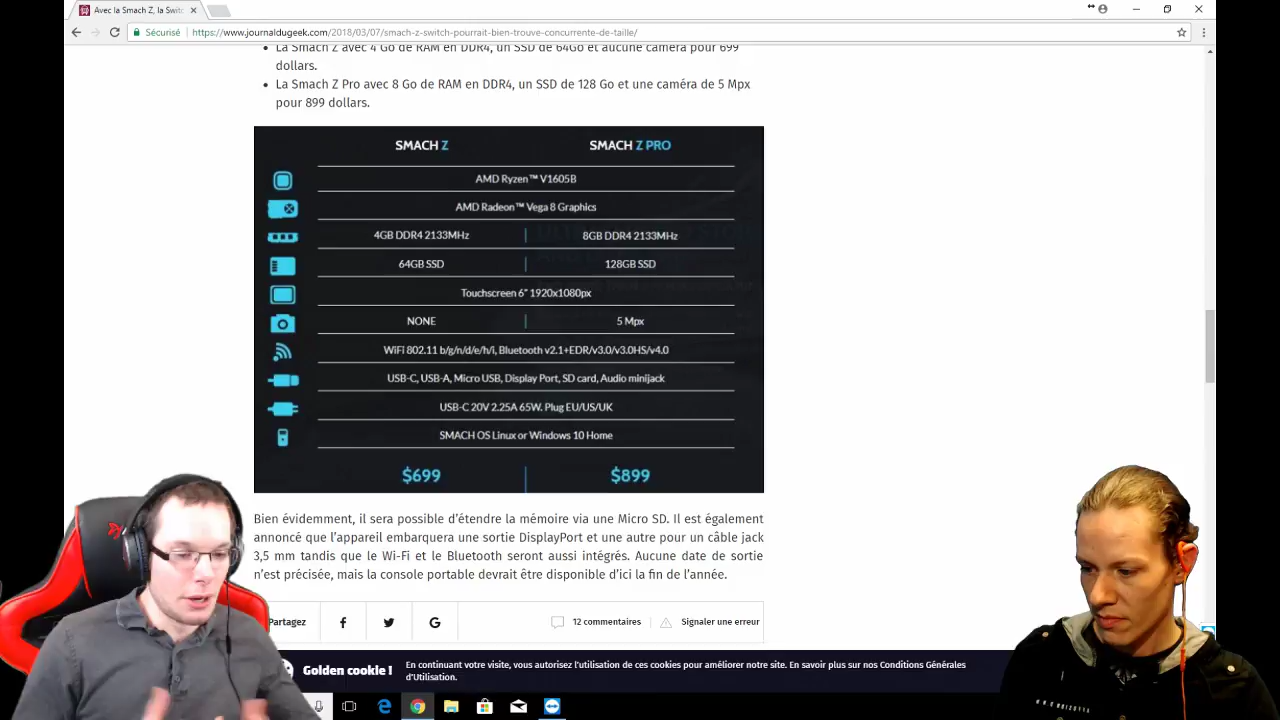 Avec la Smach Z, la Switc
Sécurisé
https://www.journaldugeek.com/2018/03/07/smach-z-switch-pourrait-bien-trouve-concurrente-de-taille/
La Smach Z avec 4 Go de RAM en DDR4, un SSD de 64Go et aucune caméra pour 699
dollars.
La Smach Z Pro avec 8 Go de RAM en DDR4, un SSD de 128 Go et une caméra de 5 Mpx
pour 899 dollars.
SMACH Z SMACH Z PRO
AMD Ryzen™ V1605B
AMD Radeon™ Vega 8 Graphics
4GB DDR4 2133MHz 8GB DDR4 2133MHz
64GB SSD 128GB SSD
Touchscreen 6" 1920x1080px
NONE 5 Mpx
WiFi 802.11 b/g/n/d/e/h/i, Bluetooth v2.1+EDR/v3.0/v3.0HS/v4.0
USB-C, USB-A, Micro USB, Display Port, SD card, Audio minijack
USB-C 20V 2.25A 65W. Plug EU/US/UK
SMACH OS Linux or Windows 10 Home
$699 $899
Bien évidemment, il sera possible d'étendre la mémoire via une Micro SD. Il est également
annoncé que l'appareil embarquera une sortie DisplayPort et une autre pour un câble jack
3,5 mm tandis que le Wi-Fi et le Bluetooth seront aussi intégrés. Aucune date de sortie
n'est précisée, mais la console portable devrait être disponible d'ici la fin de l'année.
Partagez 12 commentaires Signaler une erreur
Golden cookie !
En continuant votre visite, vous autorisez l'utilisation de ces cookies pour améliorer notre site. En savoir plus sur nos Conditions Générales
d'Utilisation.